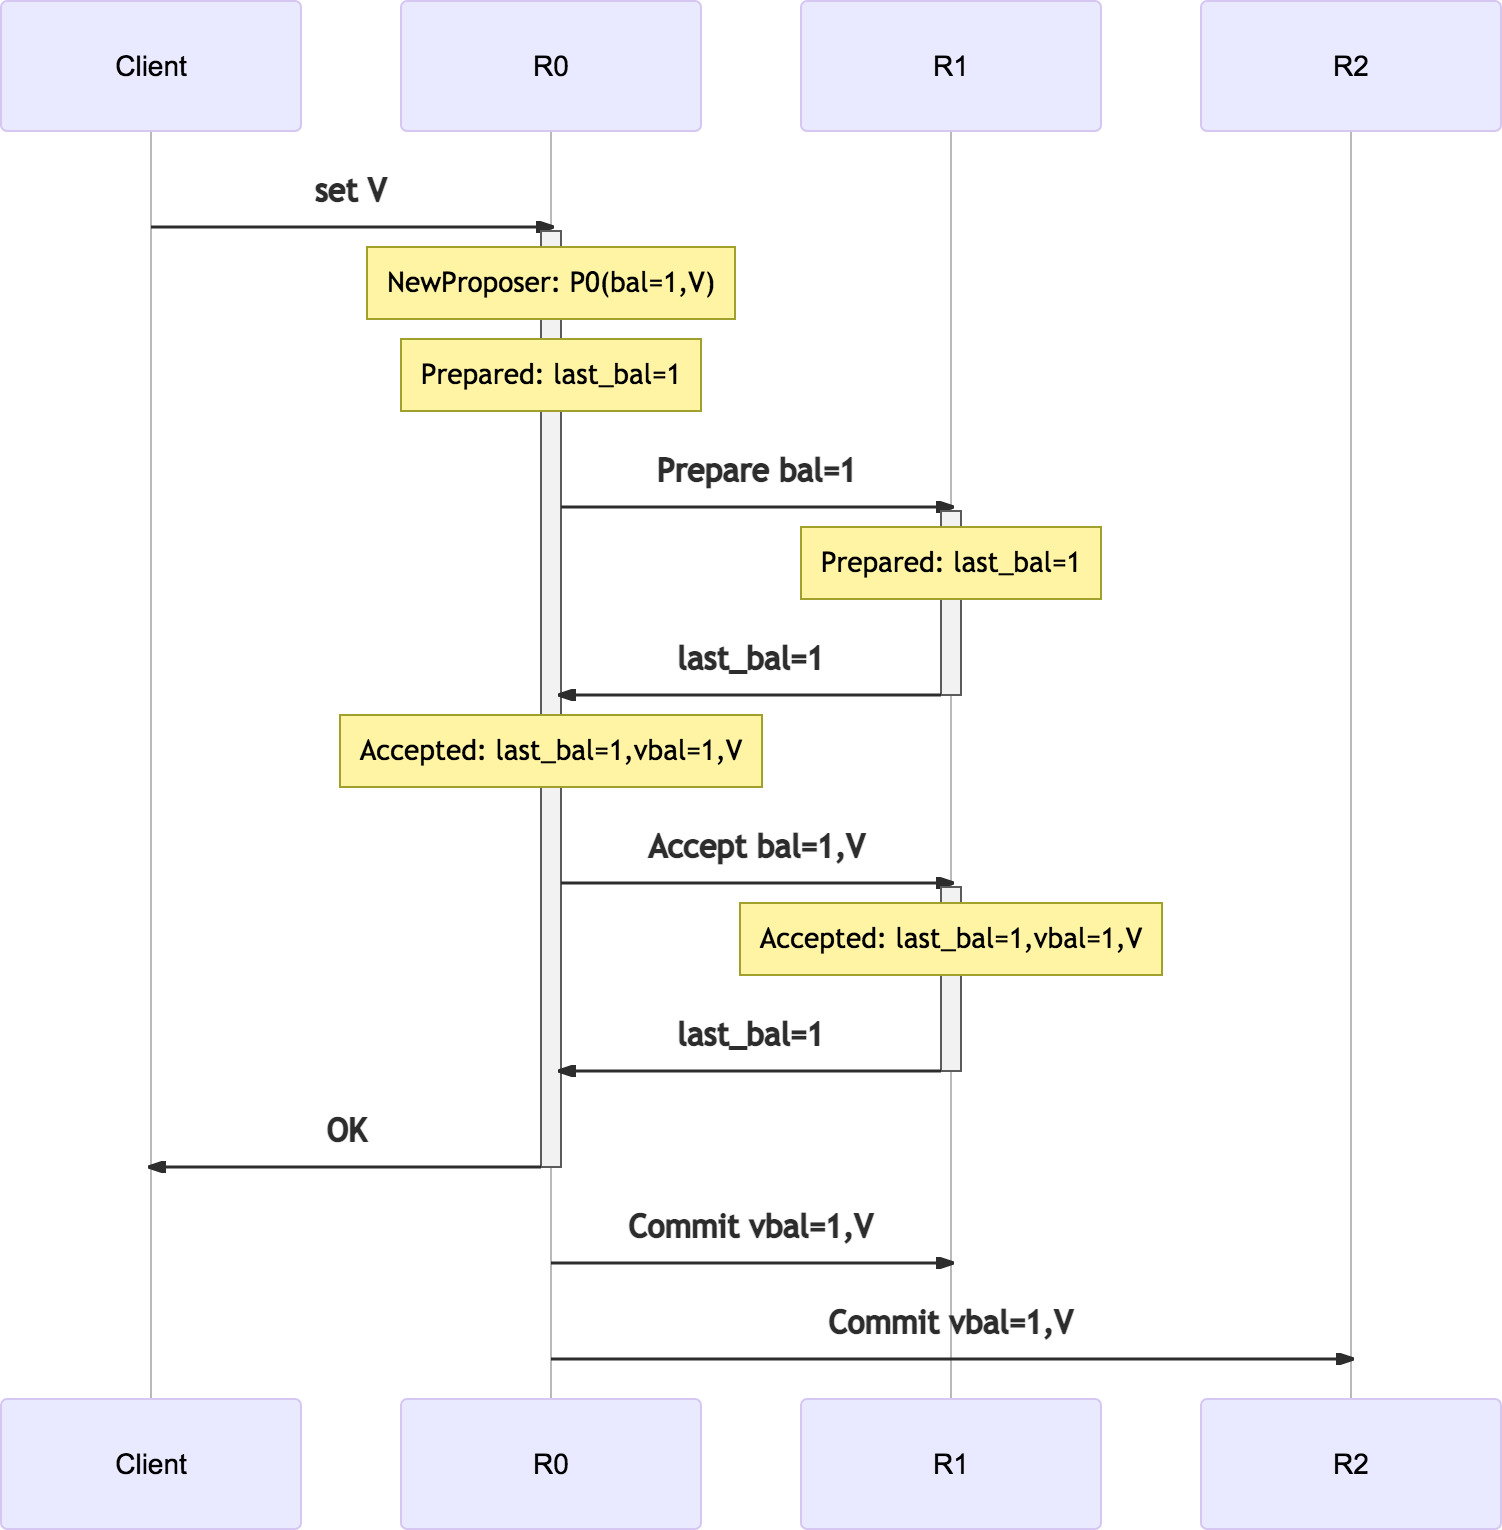 Client
R0
R1
R2
set V
NewProposer: P0(bal=1,V)
Prepared: last_bal=1
Prepare bal=1
Prepared: last_bal=1
last_bal=1
Accepted: last_bal=1,vbal=1,V
Accept bal=1,V
Accepted: last_bal=1,vbal=1,V
last_bal=1
OK
Commit vbal=1,V
Commit vbal=1,V
Client
R0
R1
R2